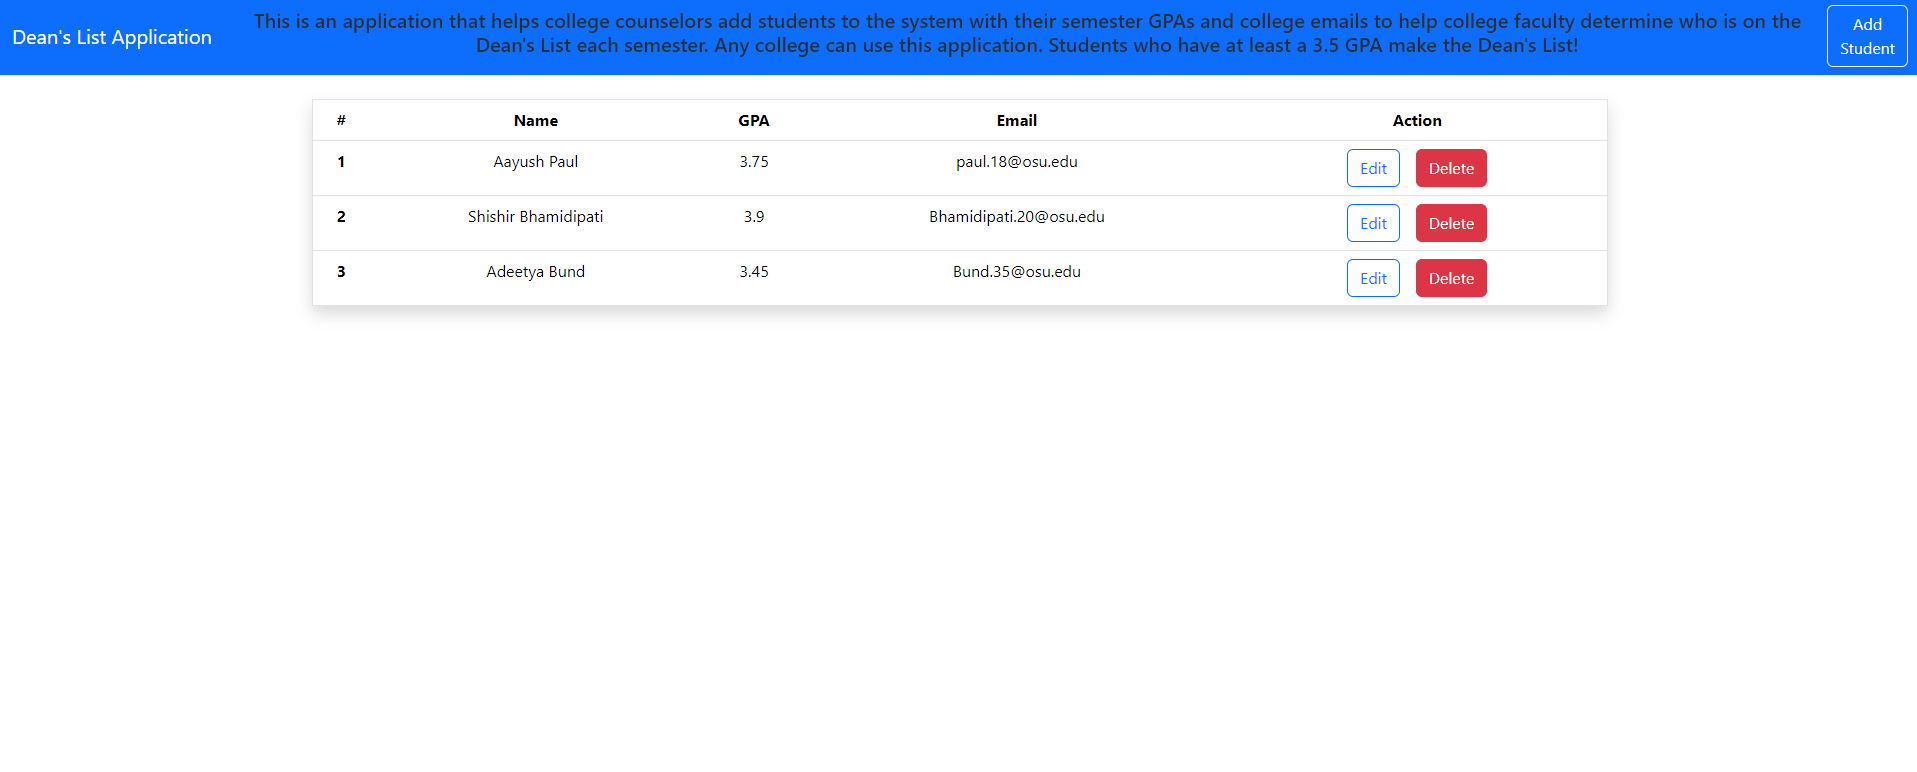 Dean's List Application
This is an application that helps college counselors add students to the system with their semester GPAs and college emails to help college faculty determine who is on the
Dean's List each semester. Any college can use this application. Students who have at least a 3.5 GPA make the Dean's List!
Add
Student
# Name GPA Email Action
1 Aayush Paul 3.75 paul.18@osu.edu Edit Delete
2 Shishir Bhamidipati 3.9 Bhamidipati.20@osu.edu Edit Delete
3 Adeetya Bund 3.45 Bund.35@osu.edu Edit Delete